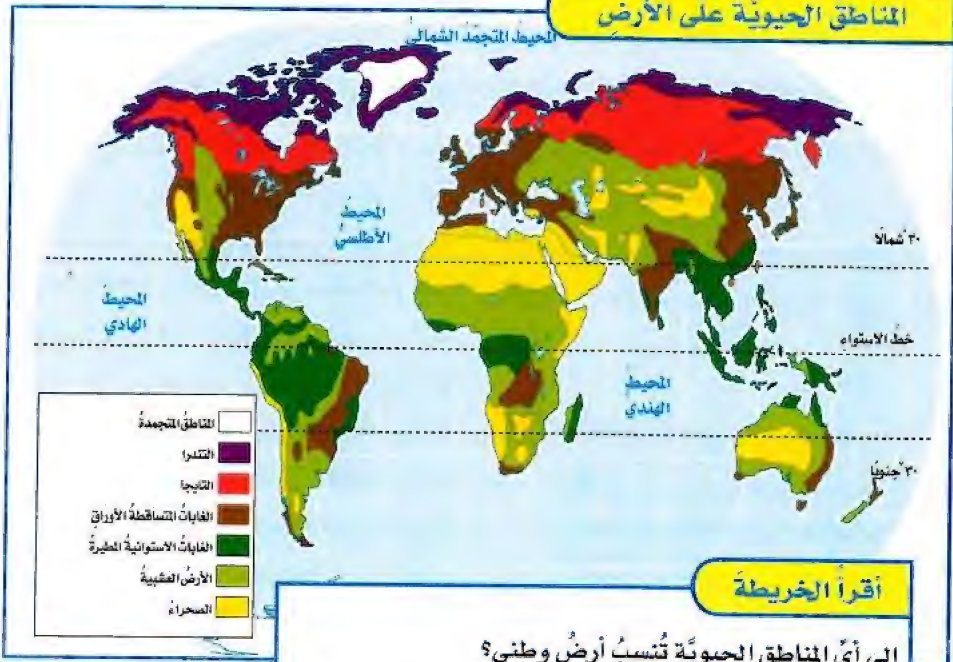 المناطق الحيويّة على الأرض
المحيطُ المتجمّدُ الشماليُّ
المحيطُ
الأطلسيُّ
٣٠ْ شمالًا
المحيطُ
الهادي
خطُّ الاستواءِ
المحيطُ
الهندي
٣٠ْ جنوبًا
المناطقُ المتجمدةُ
التندرا
التايجا
الغاباتُ المتساقطةُ الأوراقِ
الغاباتُ الاستوائيةُ المطيرةُ
الأرضُ العشبيةُ
الصحراءُ
أقرأُ الخريطةَ
إلى أيِّ المناطق الحيويَّة تُنسبُ أرضُ وطني؟